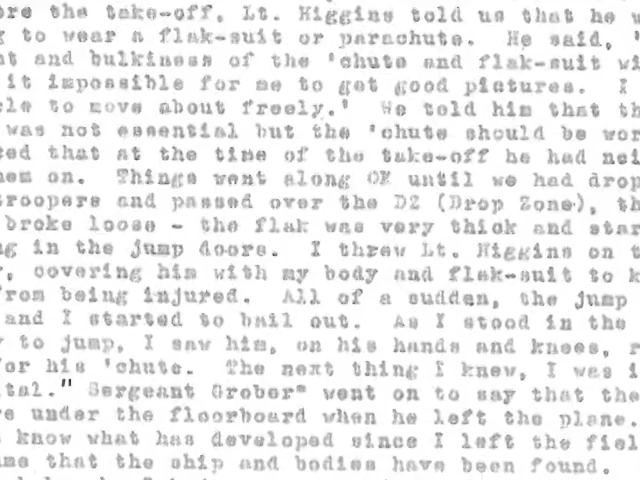 ore the take-off, Lt. Higgins told us that he w
g to wear a flak-suit or parachute. He said, "
ht and bulkiness of the 'chute and flak-suit wi
it impossible for me to get good pictures. I
ble to move about freely.' We told him that th
was not essential but the 'chute should be wor
ted that at the time of the take-off he had nei
hem on. Things went along OK until we had drop
troopers and passed over the DZ (Drop Zone), th
broke loose - the flak was very thick and star
ng in the jump doors. I threw Lt. Higgins on t
r, covering him with my body and flak-suit to k
from being injured. All of a sudden, the jump
and I started to bail out. As I stood in the
y to jump, I saw him, on his hands and knees, r
for his 'chute. The next thing I knew, I was i
ital." Sergeant Grober" went on to say that the
re under the floorboard when he left the plane.
know what has developed since I left the fiel
ume that the ship and bodies have been found.